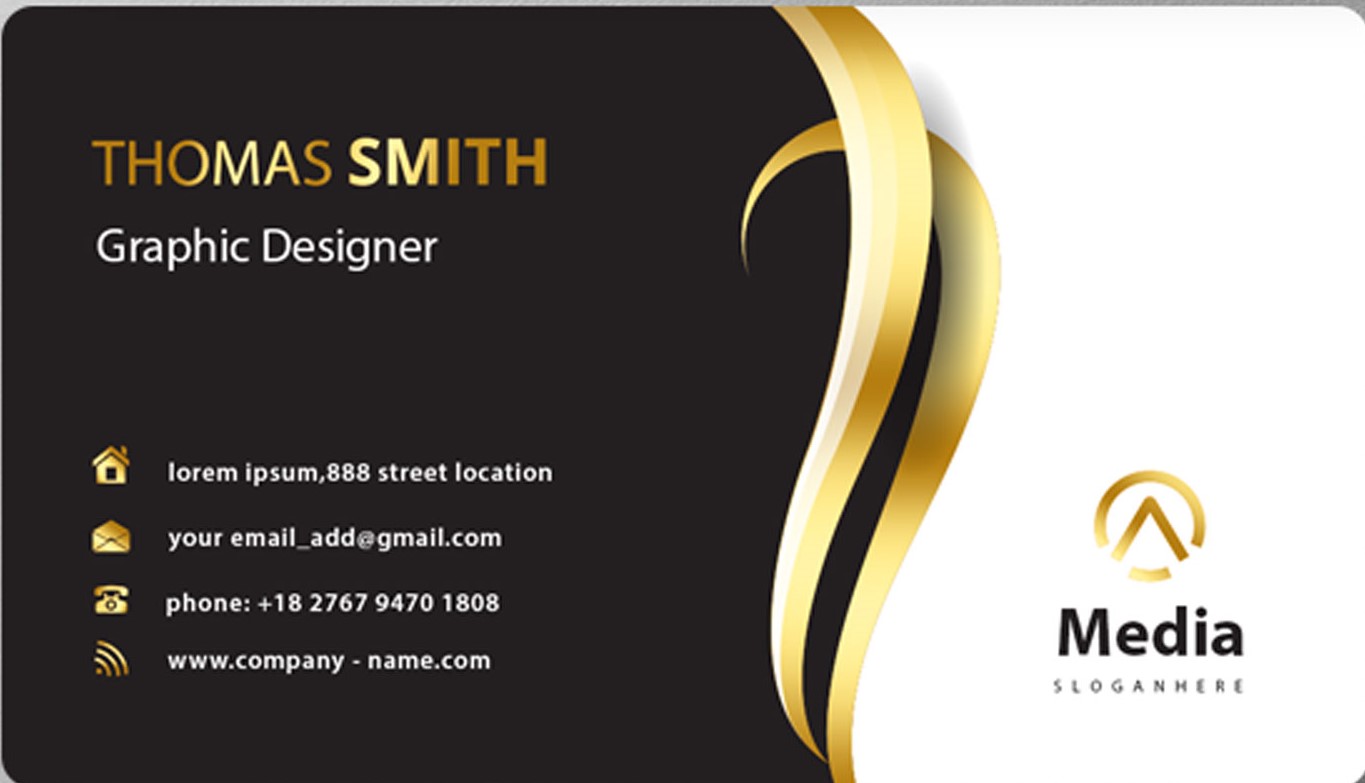 THOMAS SMITH
Graphic Designer
lorem ipsum,888 street location
your email_add@gmail.com
phone: +18 2767 9470 1808
www.company - name.com
Media
SLOGANHERE